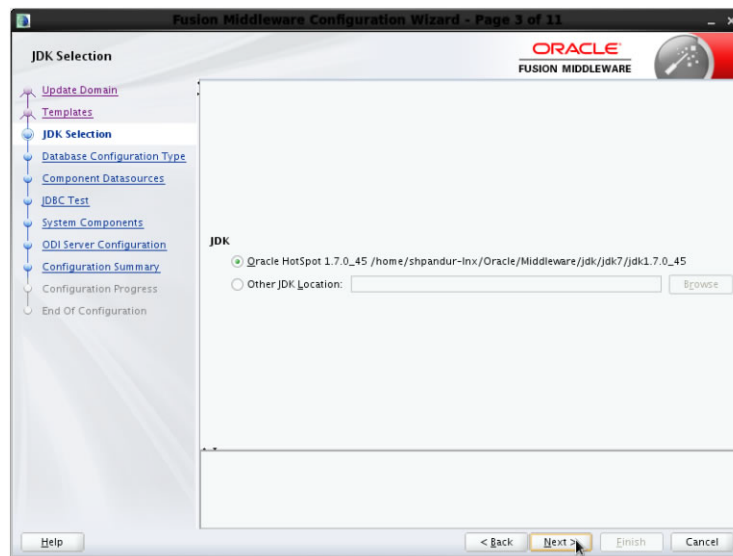 Fusion Middleware Configuration Wizard - Page 3 of 11
JDK Selection
ORACLE
FUSION MIDDLEWARE
Update Domain
Templates
JDK Selection
Database Configuration Type
Component Datasources
JDBC Test
System Components
ODI Server Configuration
Configuration Summary
Configuration Progress
End Of Configuration
JDK
Oracle HotSpot 1.7.0_45 /home/shpandur-lnx/Oracle/Middleware/jdk/jdk7/jdk1.7.0_45
Other JDK Location:
Browse
Help
< Back
Next >
Finish
Cancel